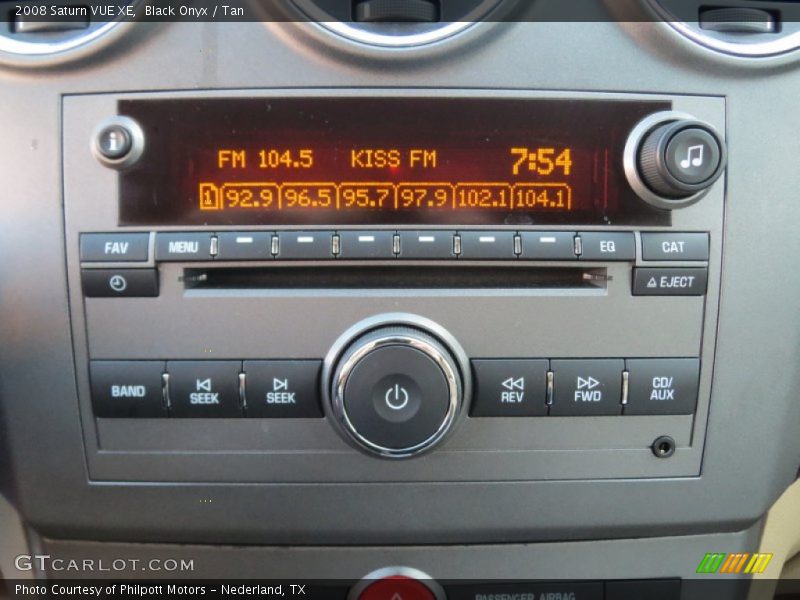 2008 Saturn VUE XE, Black Onyx / Tan
i
FM 104.5 KISS FM 7:54
1 92.9 96.5 95.7 97.9 102.1 104.1
FAV MENU EQ CAT
EJECT
BAND SEEK SEEK REV FWD CD/
AUX
GTCARLOT.COM
Photo Courtesy of Philpott Motors - Nederland, TX
PASSENGER AIRBAG